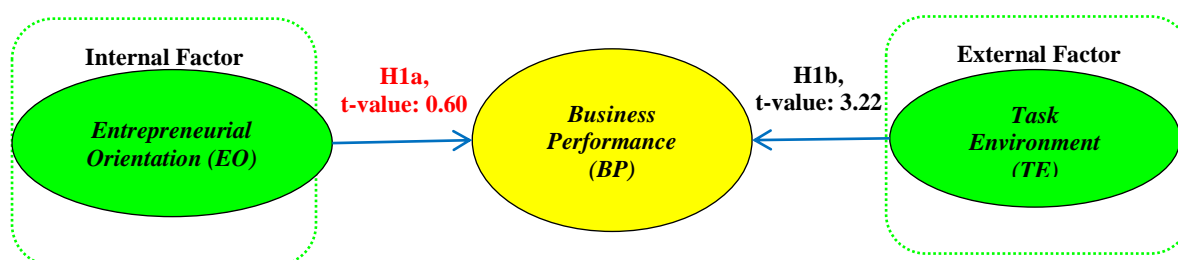 Internal Factor
Entrepreneurial
Orientation (EO)
H1a,
t-value: 0.60
Business
Performance
(BP)
H1b,
t-value: 3.22
External Factor
Task
Environment
(TE)